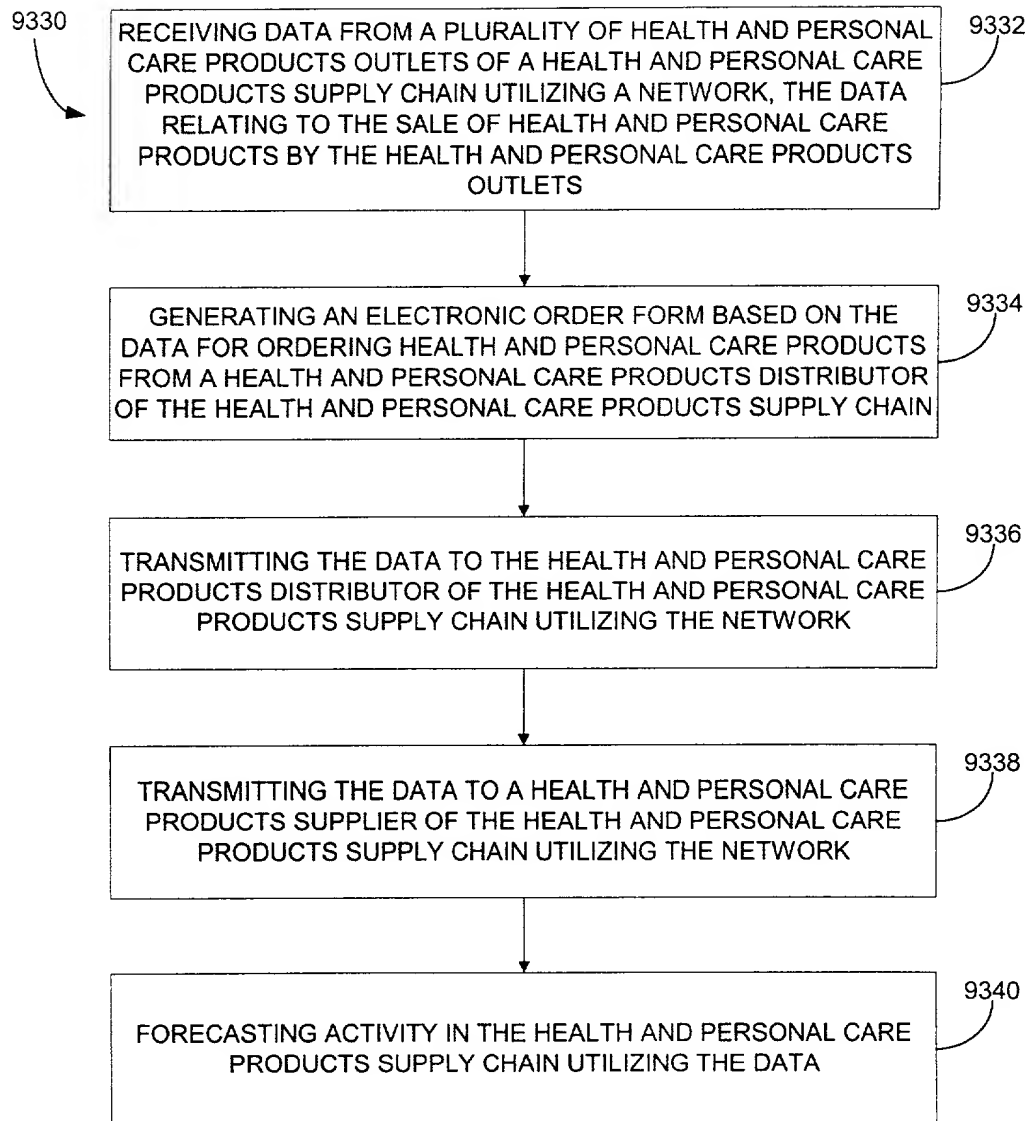 9330
RECEIVING DATA FROM A PLURALITY OF HEALTH AND PERSONAL
CARE PRODUCTS OUTLETS OF A HEALTH AND PERSONAL CARE
PRODUCTS SUPPLY CHAIN UTILIZING A NETWORK, THE DATA
RELATING TO THE SALE OF HEALTH AND PERSONAL CARE
PRODUCTS BY THE HEALTH AND PERSONAL CARE PRODUCTS
OUTLETS
9332
GENERATING AN ELECTRONIC ORDER FORM BASED ON THE
DATA FOR ORDERING HEALTH AND PERSONAL CARE PRODUCTS
FROM A HEALTH AND PERSONAL CARE PRODUCTS DISTRIBUTOR
OF THE HEALTH AND PERSONAL CARE PRODUCTS SUPPLY CHAIN
9334
TRANSMITTING THE DATA TO THE HEALTH AND PERSONAL CARE
PRODUCTS DISTRIBUTOR OF THE HEALTH AND PERSONAL CARE
PRODUCTS SUPPLY CHAIN UTILIZING THE NETWORK
9336
TRANSMITTING THE DATA TO A HEALTH AND PERSONAL CARE
PRODUCTS SUPPLIER OF THE HEALTH AND PERSONAL CARE
PRODUCTS SUPPLY CHAIN UTILIZING THE NETWORK
9338
FORECASTING ACTIVITY IN THE HEALTH AND PERSONAL CARE
PRODUCTS SUPPLY CHAIN UTILIZING THE DATA
9340